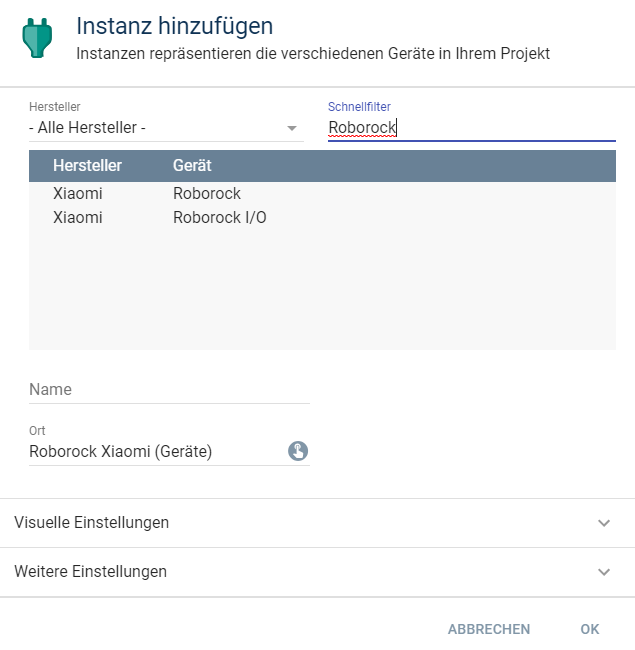 Instanz hinzufügen
Instanzen repräsentieren die verschiedenen Geräte in Ihrem Projekt
Hersteller Schnellfilter
- Alle Hersteller - Roborock
Hersteller Gerät
Xiaomi Roborock
Xiaomi Roborock I/O
Name
Ort
Roborock Xiaomi (Geräte)
Visuelle Einstellungen
Weitere Einstellungen
ABBRECHEN OK